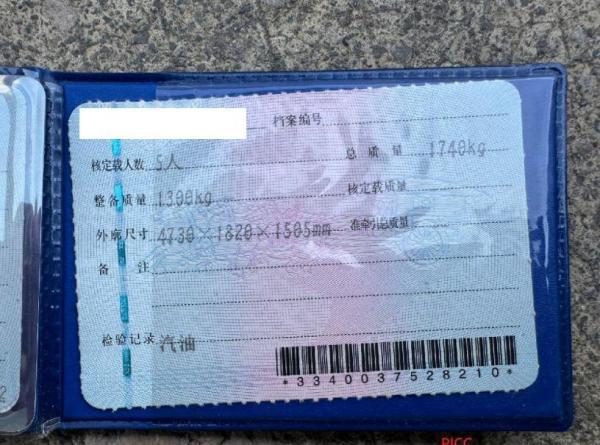 档案编号
核定载人数 5人 总质量 1740kg
整备质量 1300kg 核定载质量
外廓尺寸 4730×1820×1505mm 准牵引总质量
备注
检验记录 汽油
*3340037528210*
PICC